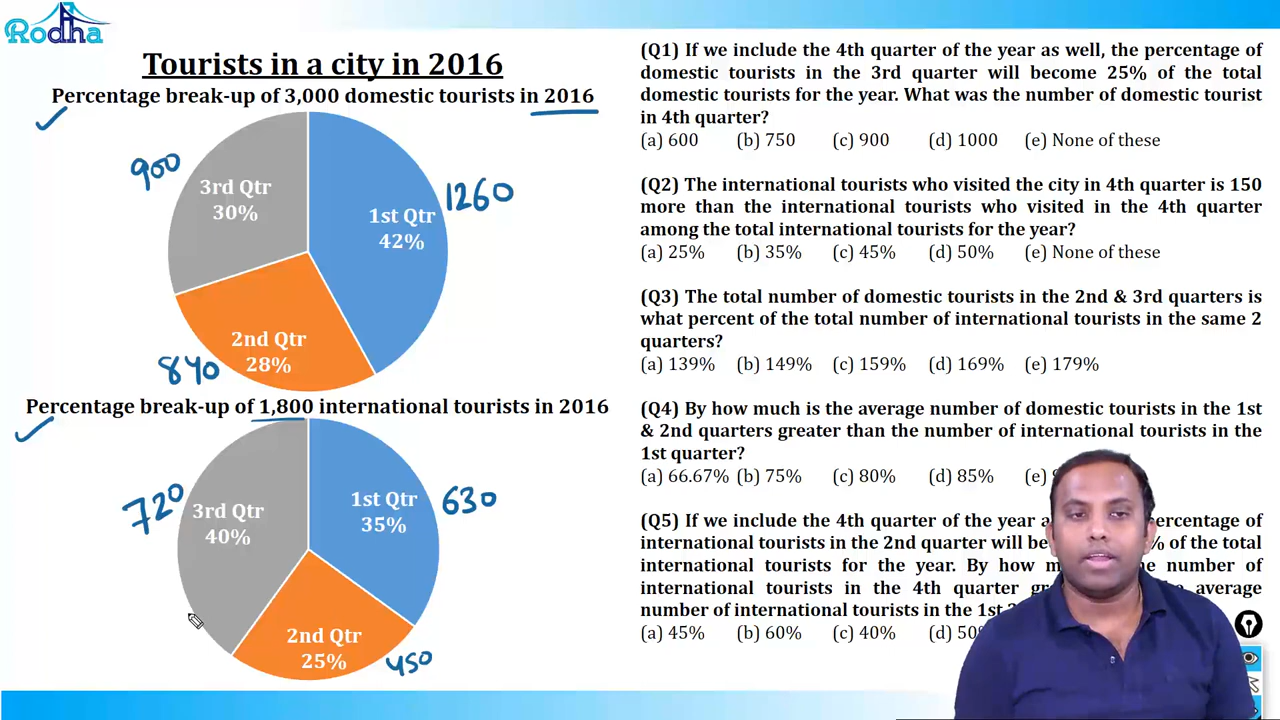 Rodha
Tourists in a city in 2016
Percentage break-up of 3,000 domestic tourists in 2016
900
3rd Qtr
30%
1st Qtr
42%
1260
2nd Qtr
28%
840
Percentage break-up of 1,800 international tourists in 2016
720
3rd Qtr
40%
1st Qtr
35%
630
2nd Qtr
25%
450
(Q1) If we include the 4th quarter of the year as well, the percentage of
domestic tourists in the 3rd quarter will become 25% of the total
domestic tourists for the year. What was the number of domestic tourist
in 4th quarter?
(a) 600 (b) 750 (c) 900 (d) 1000 (e) None of these
(Q2) The international tourists who visited the city in 4th quarter is 150
more than the international tourists who visited in the 4th quarter
among the total international tourists for the year?
(a) 25% (b) 35% (c) 45% (d) 50% (e) None of these
(Q3) The total number of domestic tourists in the 2nd & 3rd quarters is
what percent of the total number of international tourists in the same 2
quarters?
(a) 139% (b) 149% (c) 159% (d) 169% (e) 179%
(Q4) By how much is the average number of domestic tourists in the 1st
& 2nd quarters greater than the number of international tourists in the
1st quarter?
(a) 66.67% (b) 75% (c) 80% (d) 85% (e)
(Q5) If we include the 4th quarter of the year
international tourists in the 2nd quarter will % of the total
international tourists for the year. By how number of
international tourists in the 4th quarter average
number of international tourists in the 1st
(a) 45% (b) 60% (c) 40% (d)